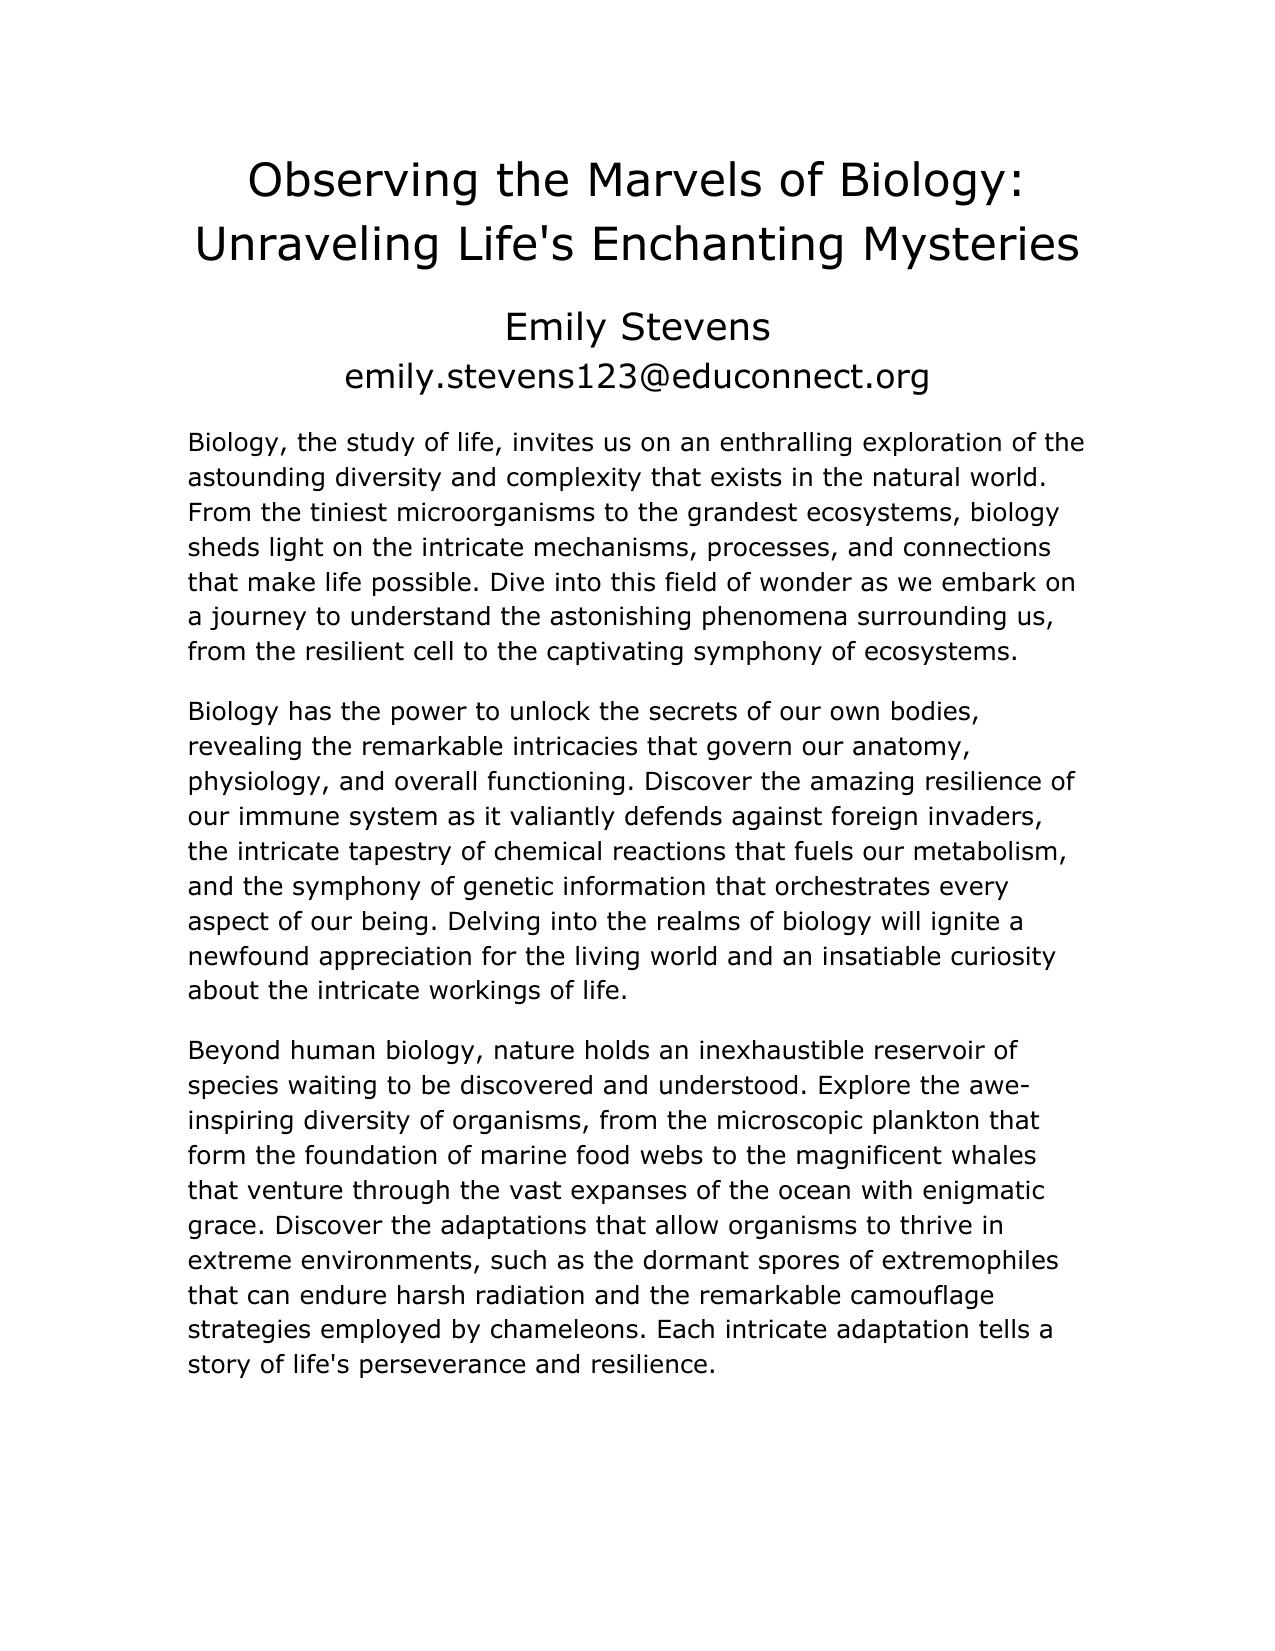 Observing the Marvels of Biology:
Unraveling Life's Enchanting Mysteries
Emily Stevens
emily.stevens123@educonnect.org
Biology, the study of life, invites us on an enthralling exploration of the
astounding diversity and complexity that exists in the natural world.
From the tiniest microorganisms to the grandest ecosystems, biology
sheds light on the intricate mechanisms, processes, and connections
that make life possible. Dive into this field of wonder as we embark on
a journey to understand the astonishing phenomena surrounding us,
from the resilient cell to the captivating symphony of ecosystems.
Biology has the power to unlock the secrets of our own bodies,
revealing the remarkable intricacies that govern our anatomy,
physiology, and overall functioning. Discover the amazing resilience of
our immune system as it valiantly defends against foreign invaders,
the intricate tapestry of chemical reactions that fuels our metabolism,
and the symphony of genetic information that orchestrates every
aspect of our being. Delving into the realms of biology will ignite a
newfound appreciation for the living world and an insatiable curiosity
about the intricate workings of life.
Beyond human biology, nature holds an inexhaustible reservoir of
species waiting to be discovered and understood. Explore the awe-
inspiring diversity of organisms, from the microscopic plankton that
form the foundation of marine food webs to the magnificent whales
that venture through the vast expanses of the ocean with enigmatic
grace. Discover the adaptations that allow organisms to thrive in
extreme environments, such as the dormant spores of extremophiles
that can endure harsh radiation and the remarkable camouflage
strategies employed by chameleons. Each intricate adaptation tells a
story of life's perseverance and resilience.